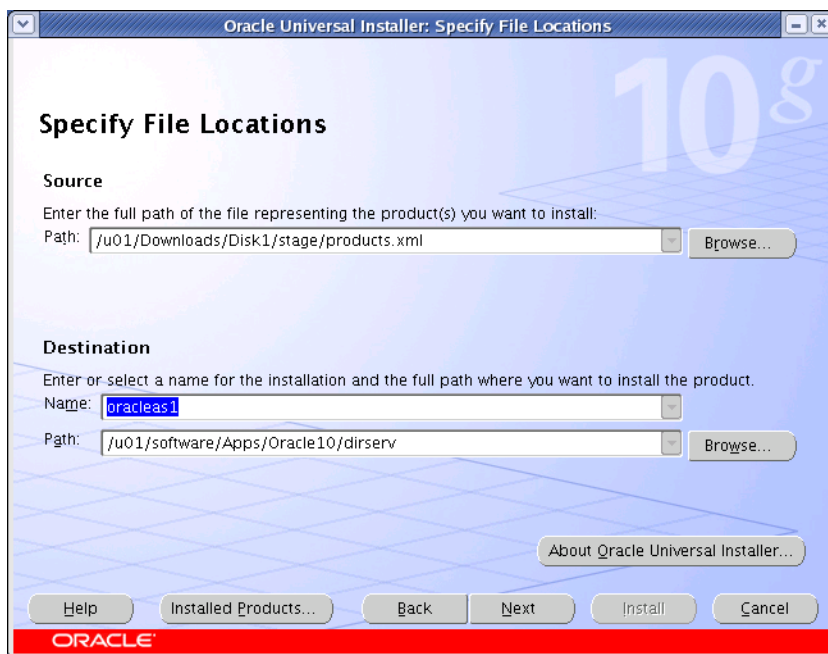 Oracle Universal Installer: Specify File Locations
10g
Specify File Locations
Source
Enter the full path of the file representing the product(s) you want to install:
Path: /u01/Downloads/Disk1/stage/products.xml Browse...
Destination
Enter or select a name for the installation and the full path where you want to install the product.
Name: oracleas1
Path: /u01/software/Apps/Oracle10/dirserv Browse...
About Oracle Universal Installer...
Help Installed Products... Back Next Install Cancel
ORACLE